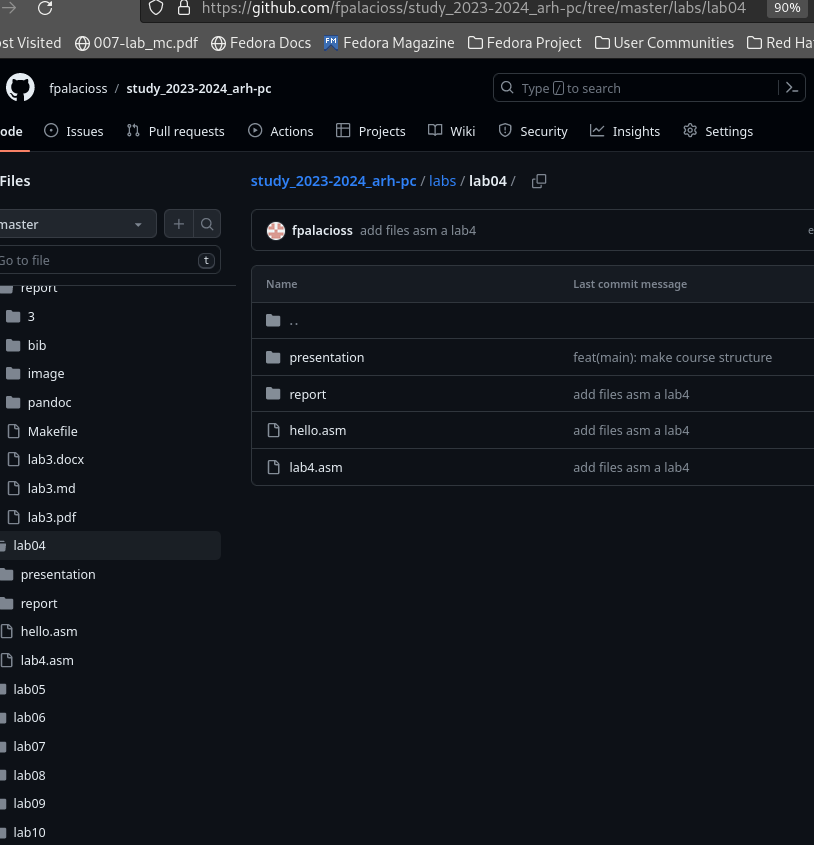 https://github.com/fpalacioss/study_2023-2024_arh-pc/tree/master/labs/lab04 90%
ost Visited 007-lab_mc.pdf Fedora Docs Fedora Magazine Fedora Project User Communities Red Ha
fpalacioss / study_2023-2024_arh-pc
Type / to search
ode Issues Pull requests Actions Projects Wiki Security Insights Settings
Files
master
Go to file t
report
3
bib
image
pandoc
Makefile
lab3.docx
lab3.md
lab3.pdf
lab04
presentation
report
hello.asm
lab4.asm
lab05
lab06
lab07
lab08
lab09
lab10
study_2023-2024_arh-pc / labs / lab04 /
fpalacioss add files asm a lab4 e
Name Last commit message
..
presentation feat(main): make course structure
report add files asm a lab4
hello.asm add files asm a lab4
lab4.asm add files asm a lab4